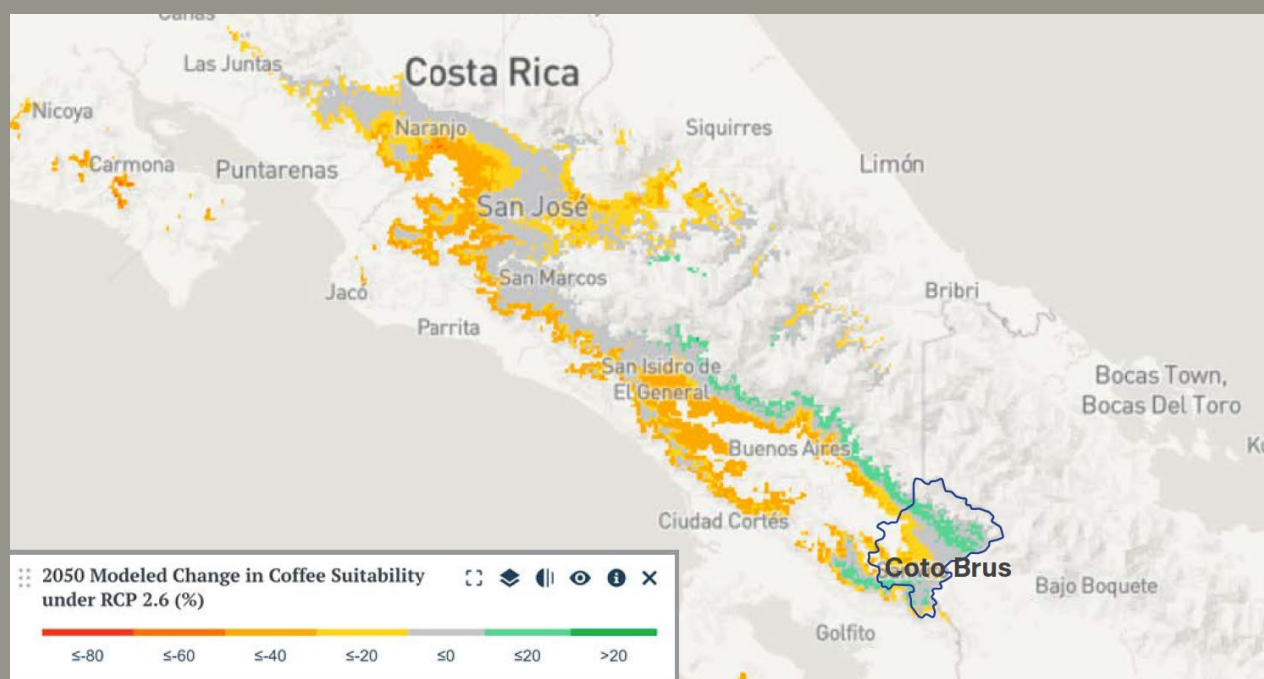 Cañas
Las Juntas
Costa Rica
Nicoya
Naranjo
Siquirres
Carmona
Puntarenas
Limón
San José
San Marcos
Jacó
Bribri
Parrita
San Isidro de
El General
Bocas Town,
Bocas Del Toro
Buenos Aires
Ciudad Cortés
Coto Brus
Bajo Boquete
Golfito
2050 Modeled Change in Coffee Suitability
under RCP 2.6 (%)
≤-80 ≤-60 ≤-40 ≤-20 ≤0 ≤20 >20